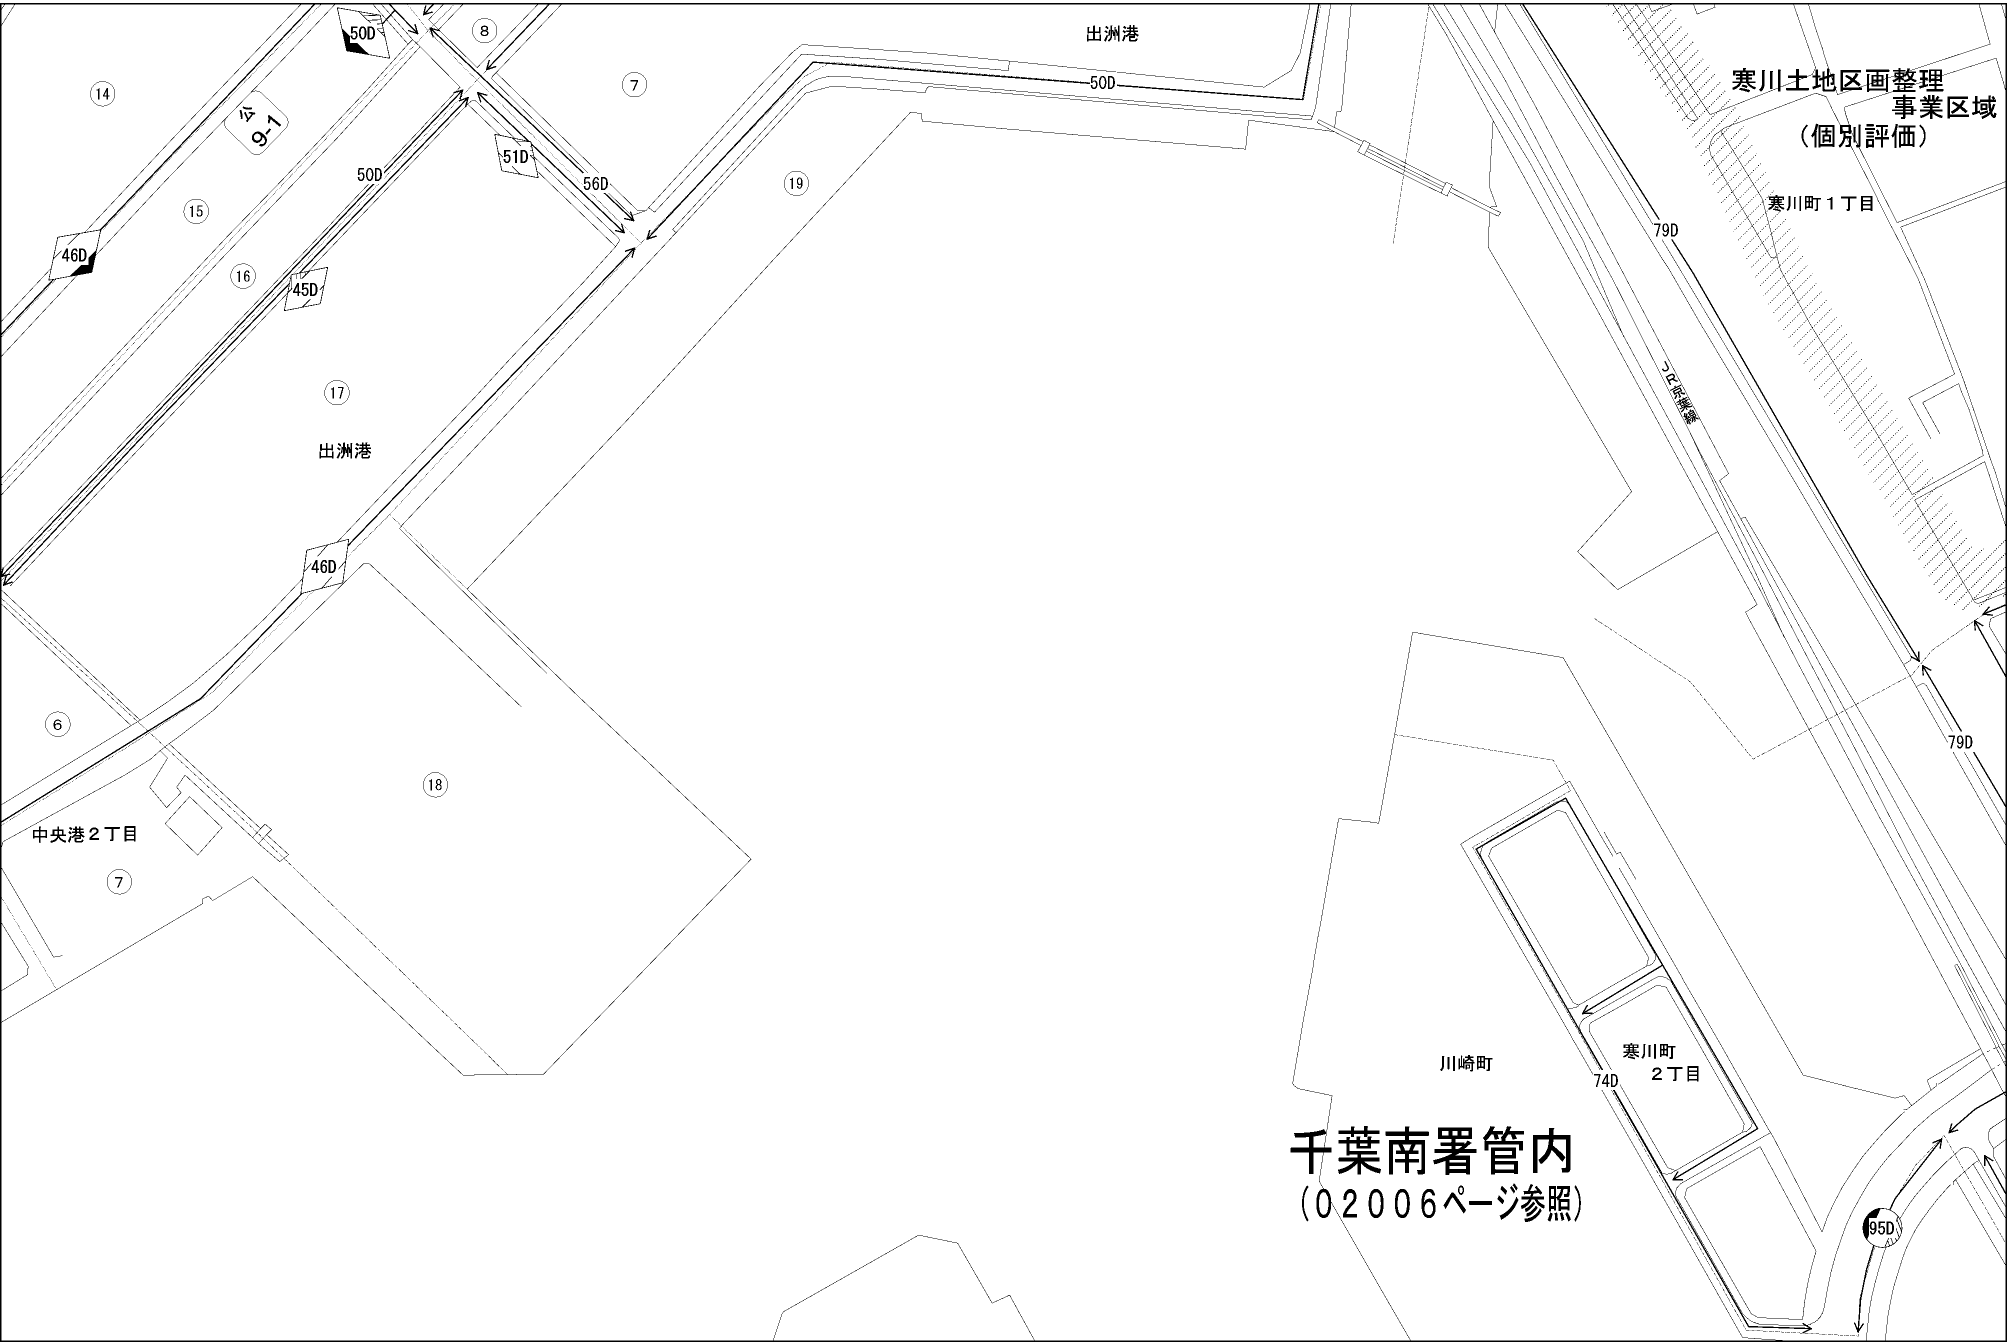 50D
8
出洲港
7
50D
14
公
9-1
寒川土地区画整理
事業区域
（個別評価）
51D
50D
56D
19
15
寒川町１丁目
79D
46D
16
45D
17
JR京葉線
出洲港
46D
6
79D
18
中央港２丁目
7
川崎町
寒川町
２丁目
74D
千葉南署管内
（０２００６ページ参照）
95D